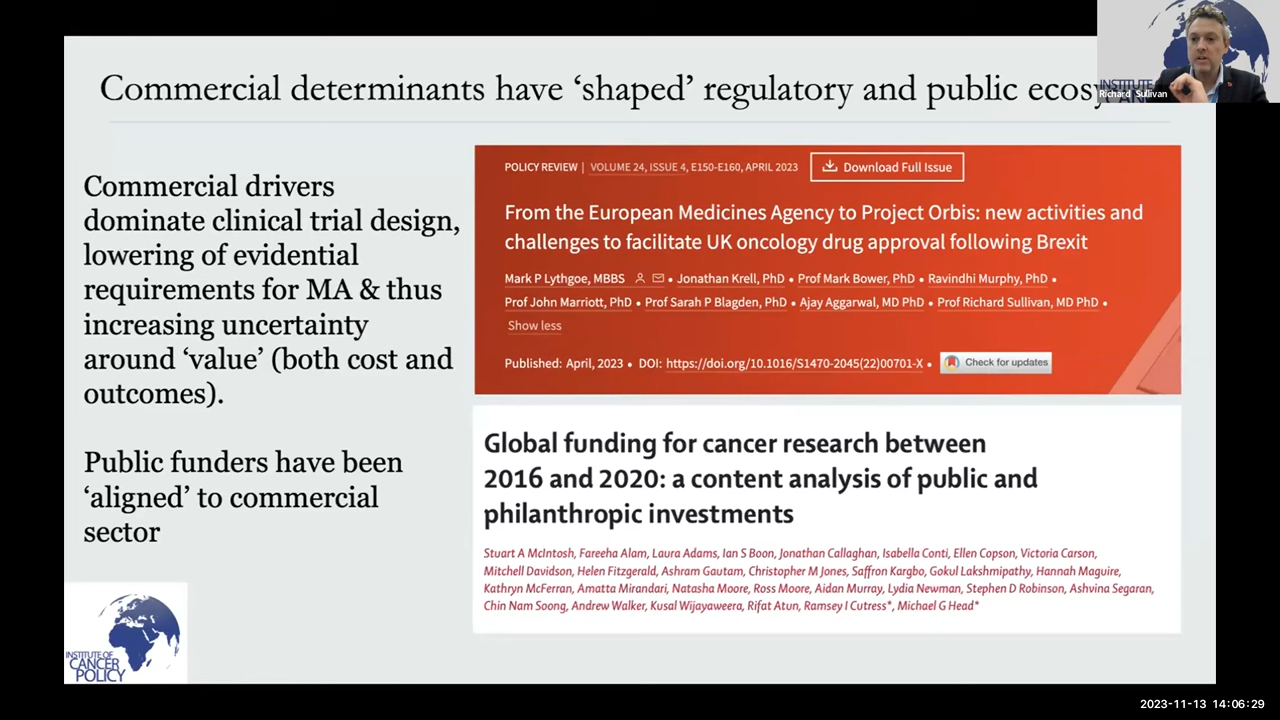 Commercial determinants have ‘shaped’ regulatory and public
Richard Sullivan
Commercial drivers
dominate clinical trial design,
lowering of evidential
requirements for MA & thus
increasing uncertainty
around ‘value’ (both cost and
outcomes).
Public funders have been
‘aligned’ to commercial
sector
POLICY REVIEW | VOLUME 24, ISSUE 4, E150-E160, APRIL 2023 Download Full Issue
From the European Medicines Agency to Project Orbis: new activities and
challenges to facilitate UK oncology drug approval following Brexit
Mark P Lythgoe, MBBS • Jonathan Krell, PhD • Prof Mark Bower, PhD • Ravindhi Murphy, PhD •
Prof John Marriott, PhD • Prof Sarah P Blagden, PhD • Ajay Aggarwal, MD PhD • Prof Richard Sullivan, MD PhD •
Show less
Published: April, 2023 • DOI: https://doi.org/10.1016/S1470-2045(22)00701-X • Check for updates
Global funding for cancer research between
2016 and 2020: a content analysis of public and
philanthropic investments
Stuart A McIntosh, Fareeha Alam, Laura Adams, Ian S Boon, Jonathan Callaghan, Isabella Conti, Ellen Copson, Victoria Carson,
Mitchell Davidson, Helen Fitzgerald, Ashram Gautam, Christopher M Jones, Saffron Kargbo, Gokul Lakshmipathy, Hannah Maguire,
Kathryn McFerran, Amatta Mirandari, Natasha Moore, Ross Moore, Aidan Murray, Lydia Newman, Stephen D Robinson, Ashvina Segaran,
Chin Nam Soong, Andrew Walker, Kusal Wijayaweera, Rifat Atun, Ramsey I Cutress*, Michael G Head*
INSTITUTE OF
CANCER
POLICY
2023-11-13 14:06:29